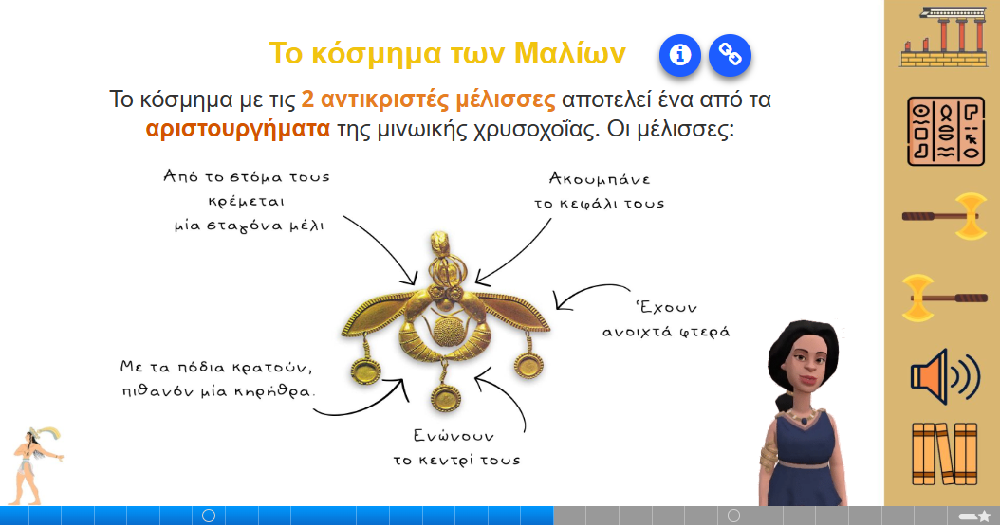 Το κόσμημα των Μαλίων
Το κόσμημα με τις 2 αντικριστές μέλισσες αποτελεί ένα από τα
αριστουργήματα της μινωικής χρυσοχοΐας. Οι μέλισσες:
Από το στόμα τους
κρέμεται
μία σταγόνα μέλι
Ακουμπάνε
το κεφάλι τους
Έχουν
ανοιχτά φτερά
Με τα πόδια κρατούν,
πιθανόν μία κηρήθρα.
Ενώνουν
το κεντρί τους